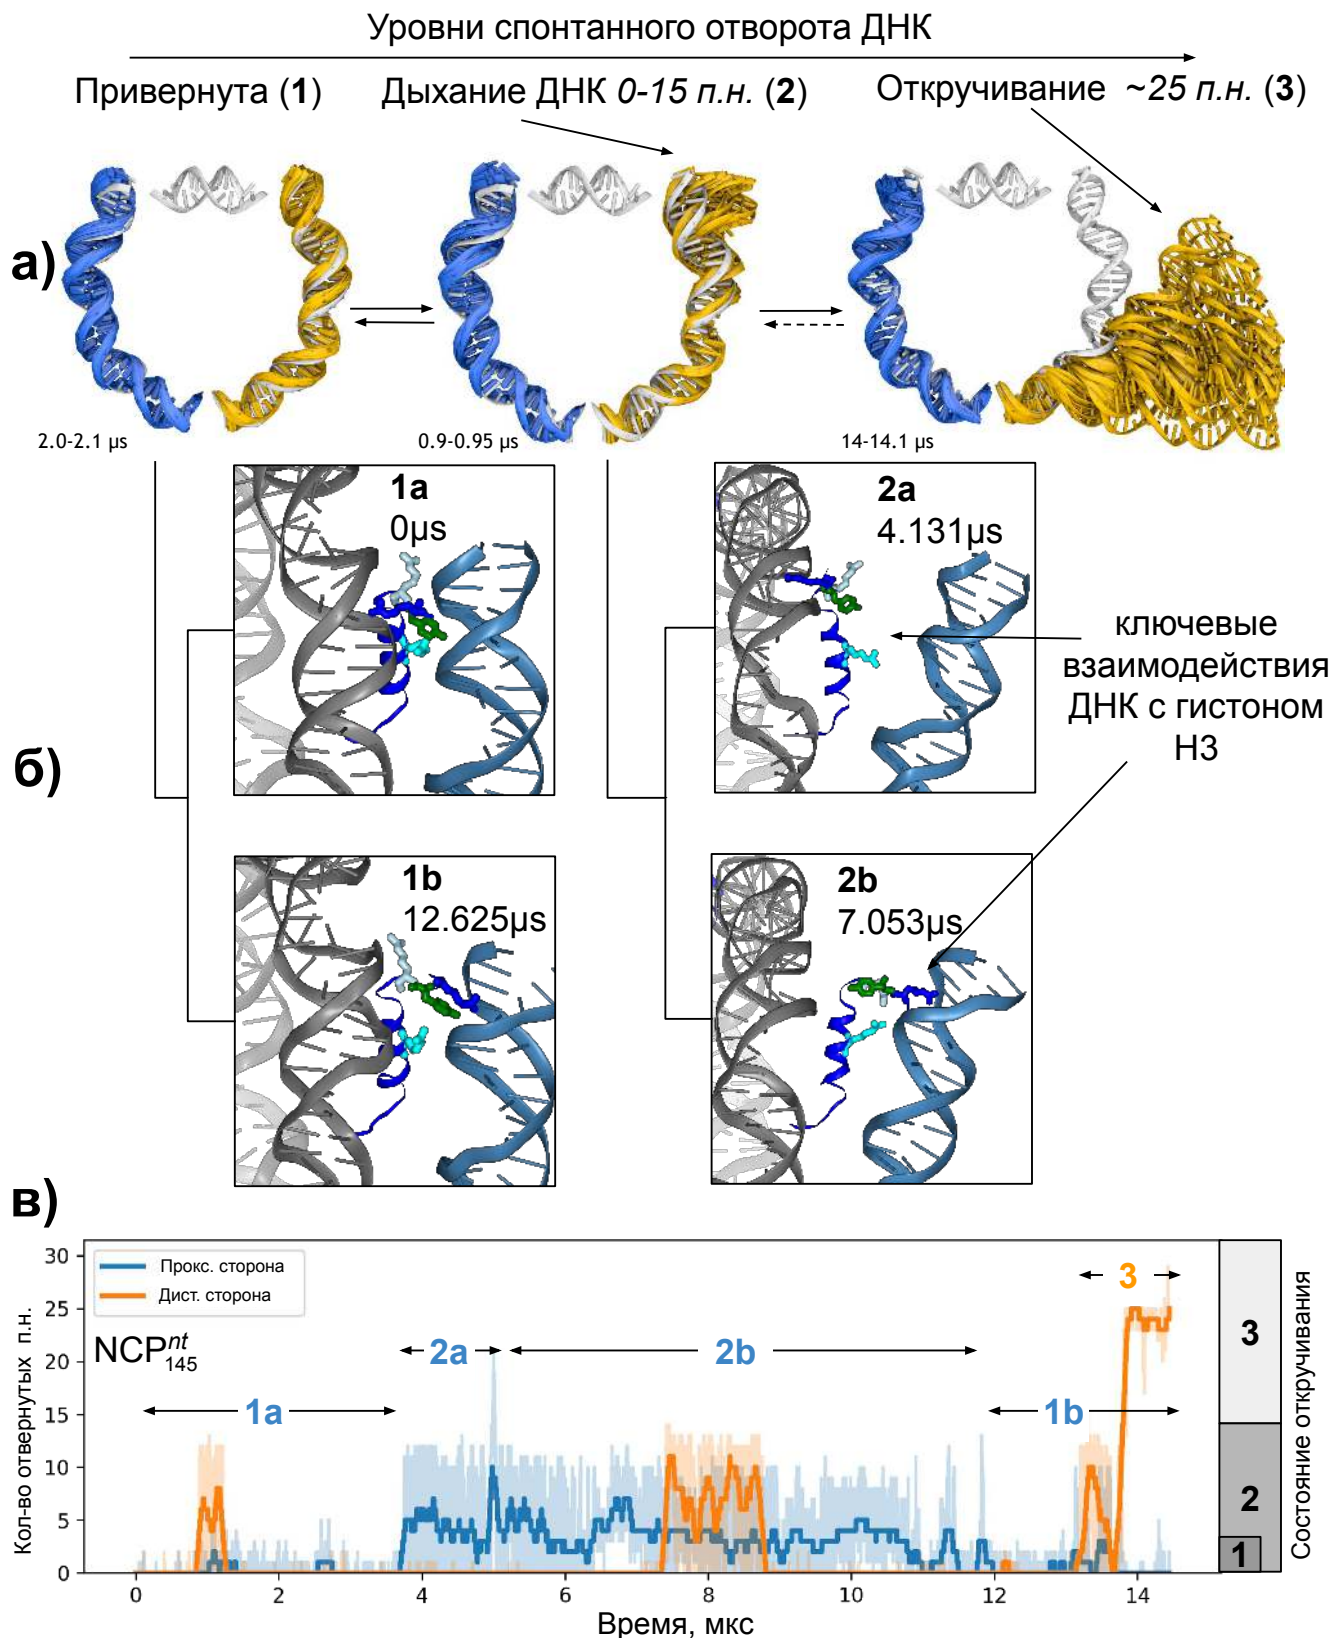 Уровни спонтанного отворота ДНК
Привернута (1)
Дыхание ДНК 0-15 п.н. (2)
Откручивание ~25 п.н. (3)
а)
2.0-2.1 µs
0.9-0.95 µs
14-14.1 µs
б)
1a
0µs
2a
4.131µs
ключевые
взаимодействия
ДНК с гистоном
H3
1b
12.625µs
2b
7.053µs
в)
Кол-во отвернутых п.н.
30
25
20
15
10
5
0
Прокс. сторона
Дист. сторона
NCP145nt
1a
2a
2b
1b
3
3
2
1
Состояние откручивания
0
2
4
6
8
10
12
14
Время, мкс